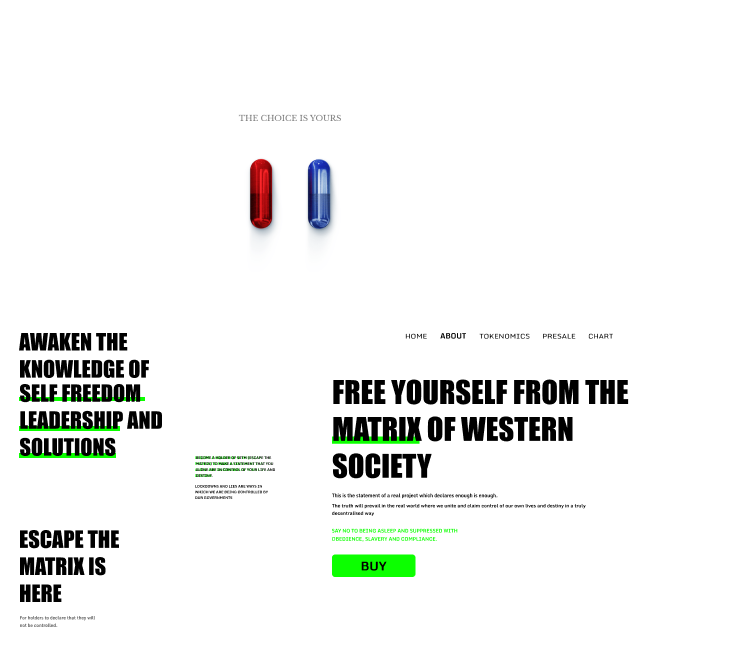 THE CHOICE IS YOURS
AWAKEN THE
KNOWLEDGE OF
SELF FREEDOM
LEADERSHIP AND
SOLUTIONS
BECOME A HOLDER OF $ETM (ESCAPE THE
MATRIX) TO MAKE A STATEMENT THAT YOU
ALONE ARE IN CONTROL OF YOUR LIFE AND
DESTINY.
LOCKDOWNS AND LIES ARE WAYS IN
WHICH WE ARE BEING CONTROLLED BY
OUR GOVERNMENTS
ESCAPE THE
MATRIX IS
HERE
For holders to declare that they will
not be controlled.
HOME ABOUT TOKENOMICS PRESALE CHART
FREE YOURSELF FROM THE
MATRIX OF WESTERN
SOCIETY
This is the statement of a real project which declares enough is enough.
The truth will prevail in the real world where we unite and claim control of our own lives and destiny in a truly
decentralised way
SAY NO TO BEING ASLEEP AND SUPPRESSED WITH
OBEDIENCE, SLAVERY AND COMPLIANCE.
BUY